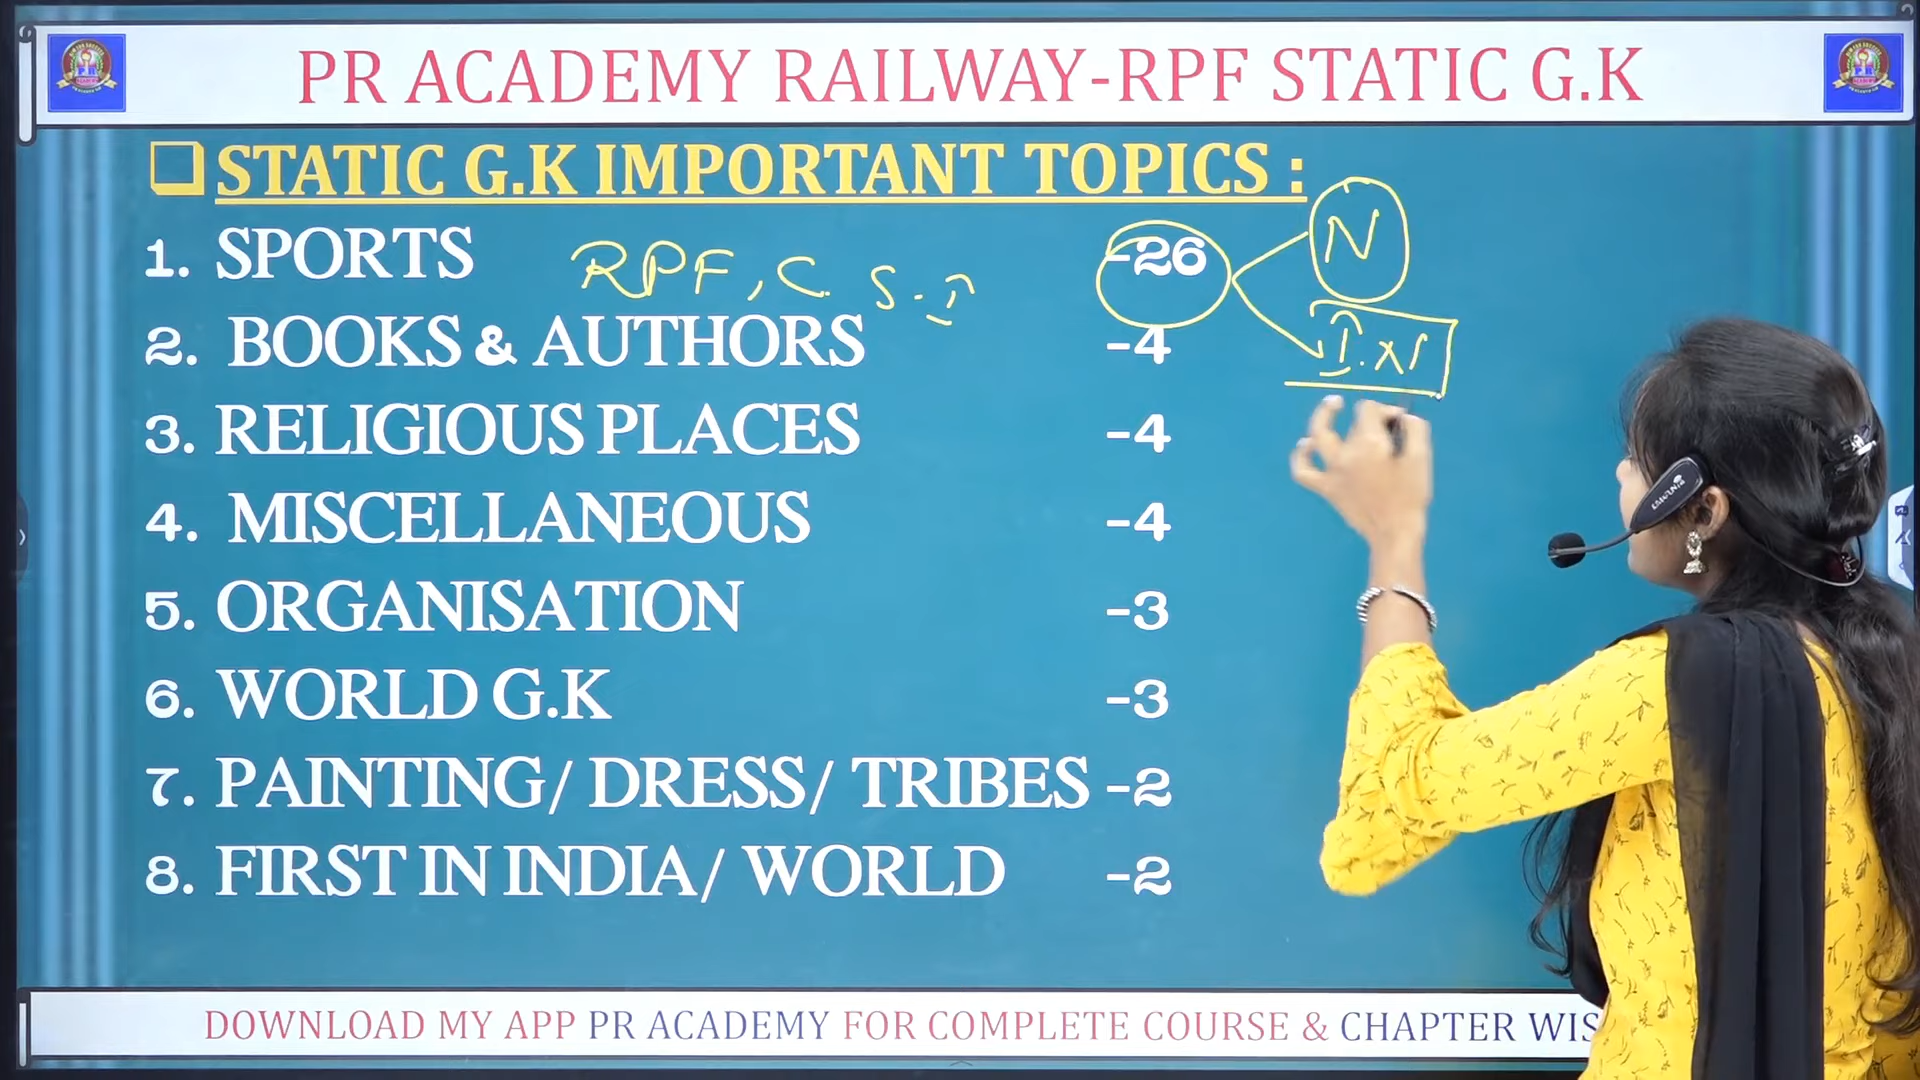 PR ACADEMY RAILWAY-RPF STATIC G.K
STATIC G.K IMPORTANT TOPICS :
1. SPORTS -26
RPF, C. S.I
N
2. BOOKS & AUTHORS -4
3. RELIGIOUS PLACES -4
4. MISCELLANEOUS -4
5. ORGANISATION -3
6. WORLD G.K -3
7. PAINTING/ DRESS/ TRIBES -2
8. FIRST IN INDIA/ WORLD -2
DOWNLOAD MY APP PR ACADEMY FOR COMPLETE COURSE & CHAPTER WIS